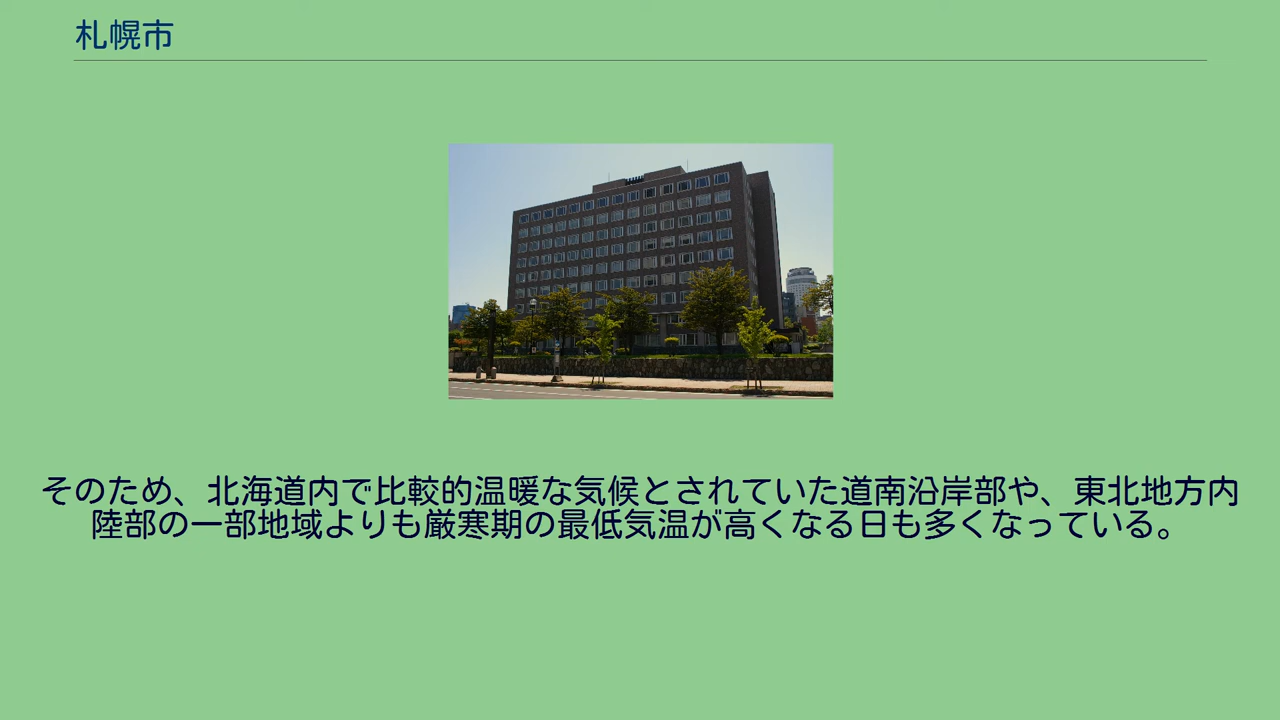 札幌市
そのため、北海道内で比較的温暖な気候とされていた道南沿岸部や、東北地方内
陸部の一部地域よりも厳寒期の最低気温が高くなる日も多くなっている。